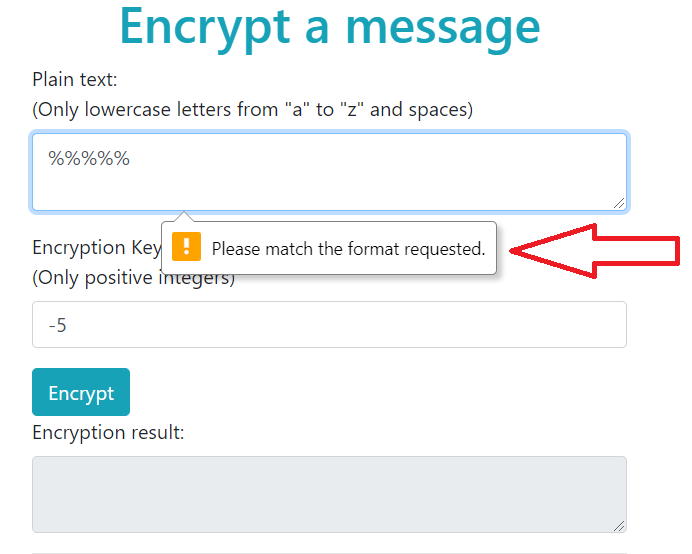 Encrypt a message
Plain text:
(Only lowercase letters from "a" to "z" and spaces)
%%%%%
Please match the format requested.
Encryption Key
(Only positive integers)
-5
Encrypt
Encryption result: